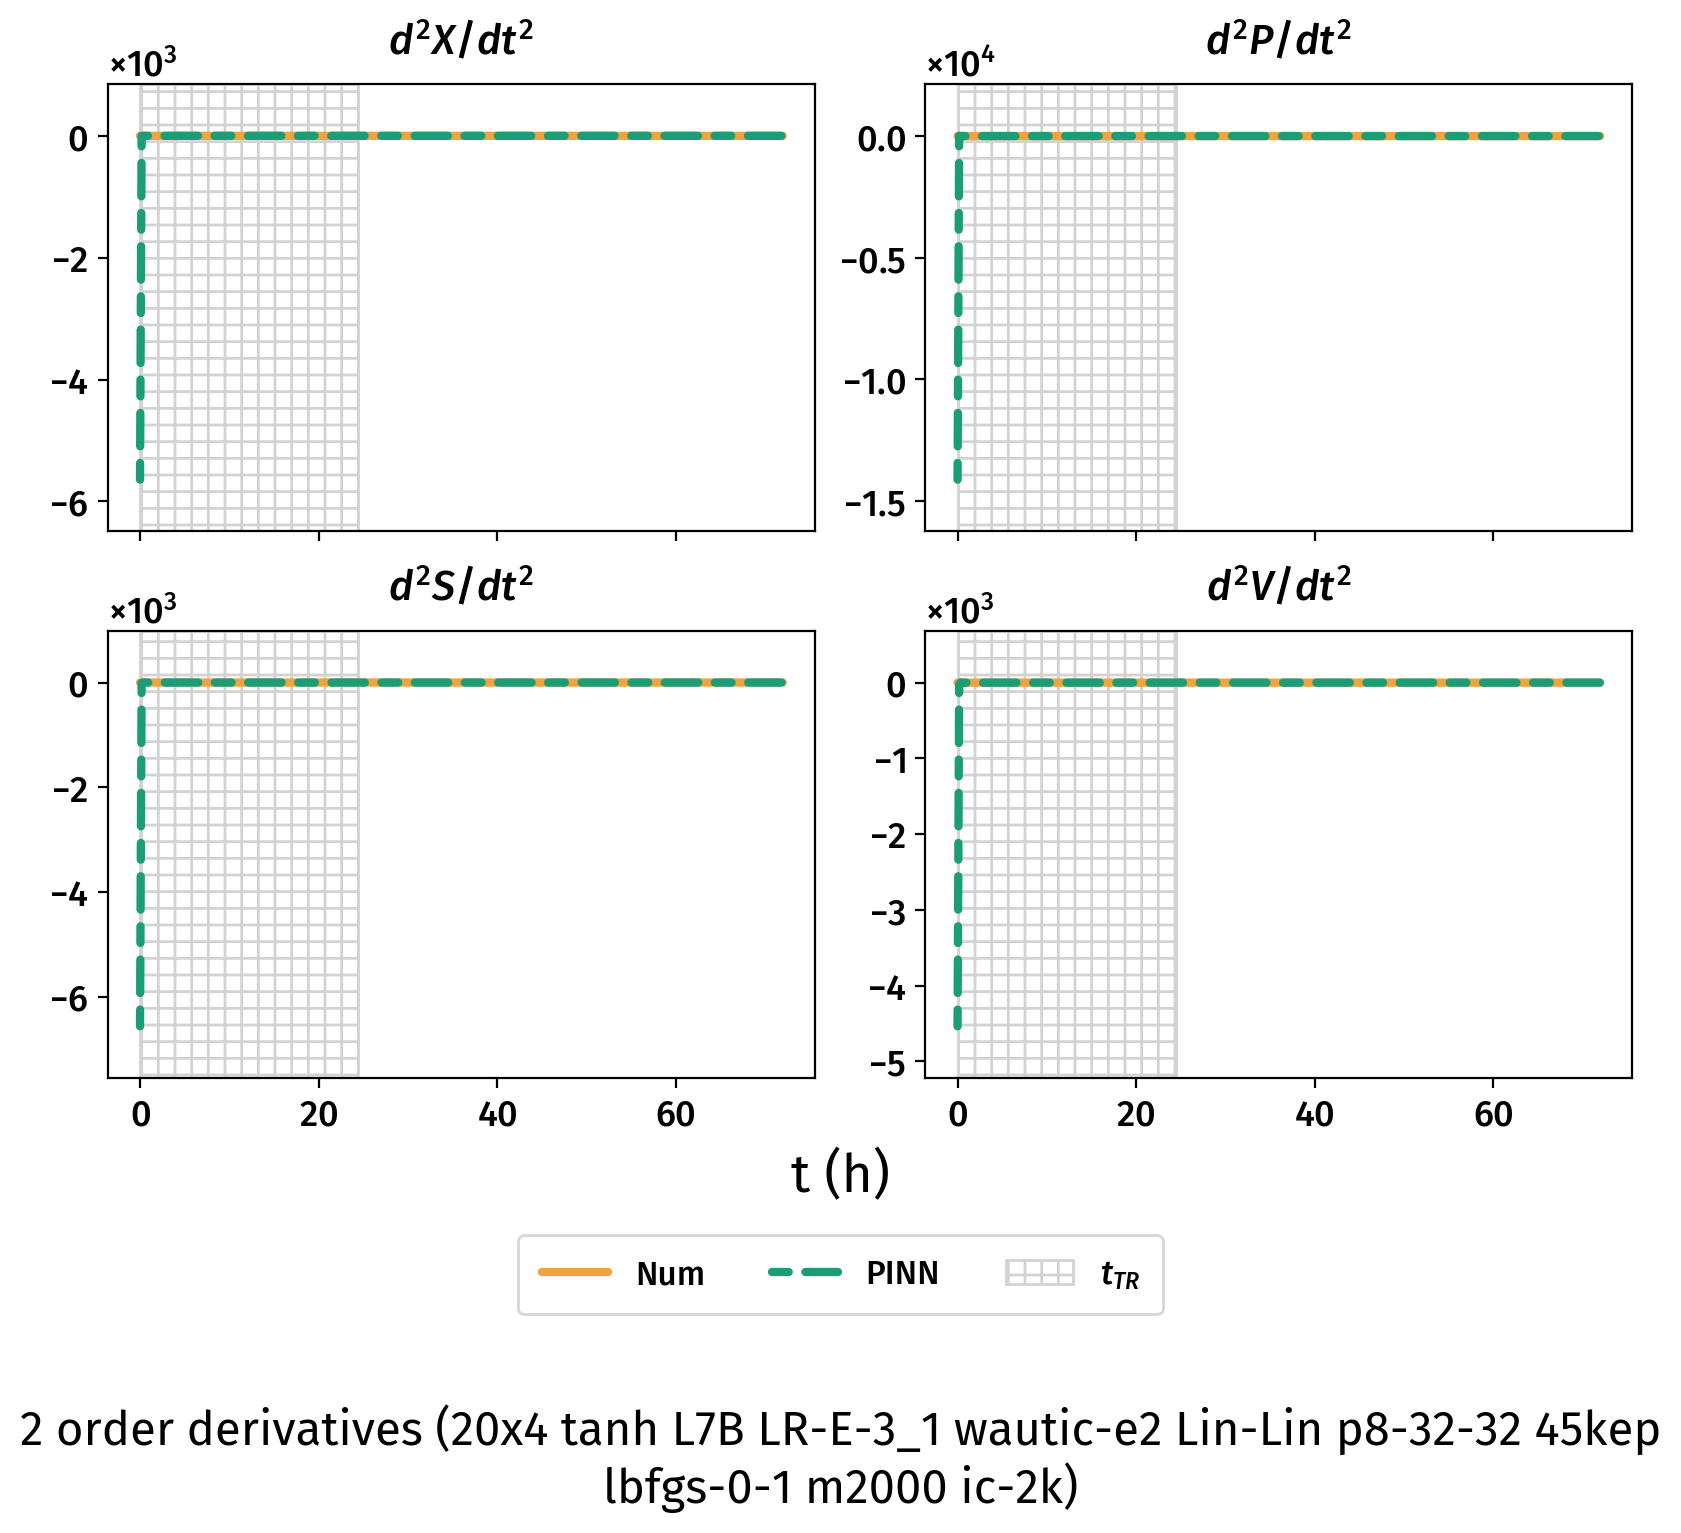 d²X/dt²
×10³
0
−2
−4
−6
d²P/dt²
×10⁴
0.0
−0.5
−1.0
−1.5
d²S/dt²
×10³
0
−2
−4
−6
0 20 40 60
d²V/dt²
×10³
0
−1
−2
−3
−4
−5
0 20 40 60
t (h)
Num PINN t_TR
2 order derivatives (20x4 tanh L7B LR-E-3_1 wautic-e2 Lin-Lin p8-32-32 45kep
lbfgs-0-1 m2000 ic-2k)